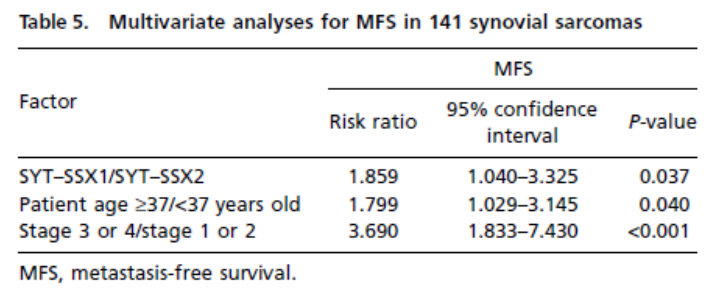 Table 5. Multivariate analyses for MFS in 141 synovial sarcomas
MFS
Factor
Risk ratio 95% confidence interval P-value
SYT–SSX1/SYT–SSX2 1.859 1.040–3.325 0.037
Patient age ≥37/<37 years old 1.799 1.029–3.145 0.040
Stage 3 or 4/stage 1 or 2 3.690 1.833–7.430 <0.001
MFS, metastasis-free survival.